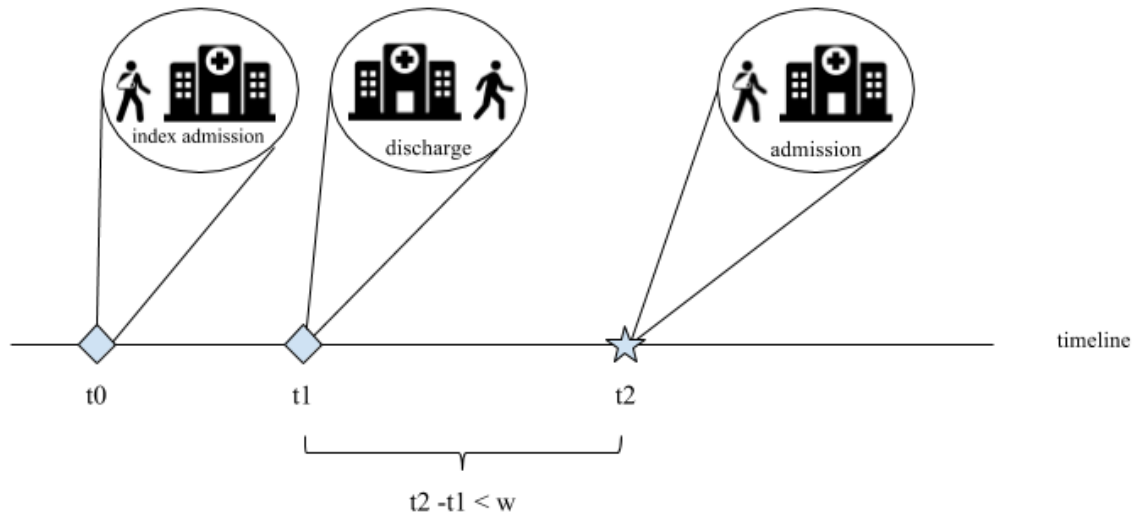 index admission
discharge
admission
timeline
t0
t1
t2
t2 -t1 < w